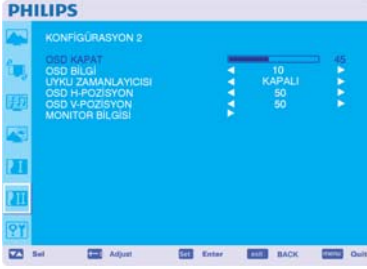 PHILIPS
KONFİGÜRASYON 2
OSD KAPAT 45
OSD BİLGİ 10
UYKU ZAMANLAYICISI KAPALI
OSD H-POZİSYON 50
OSD V-POZİSYON 50
MONITOR BİLGİSİ
Sel Adjust Set Enter exit BACK menu Quit